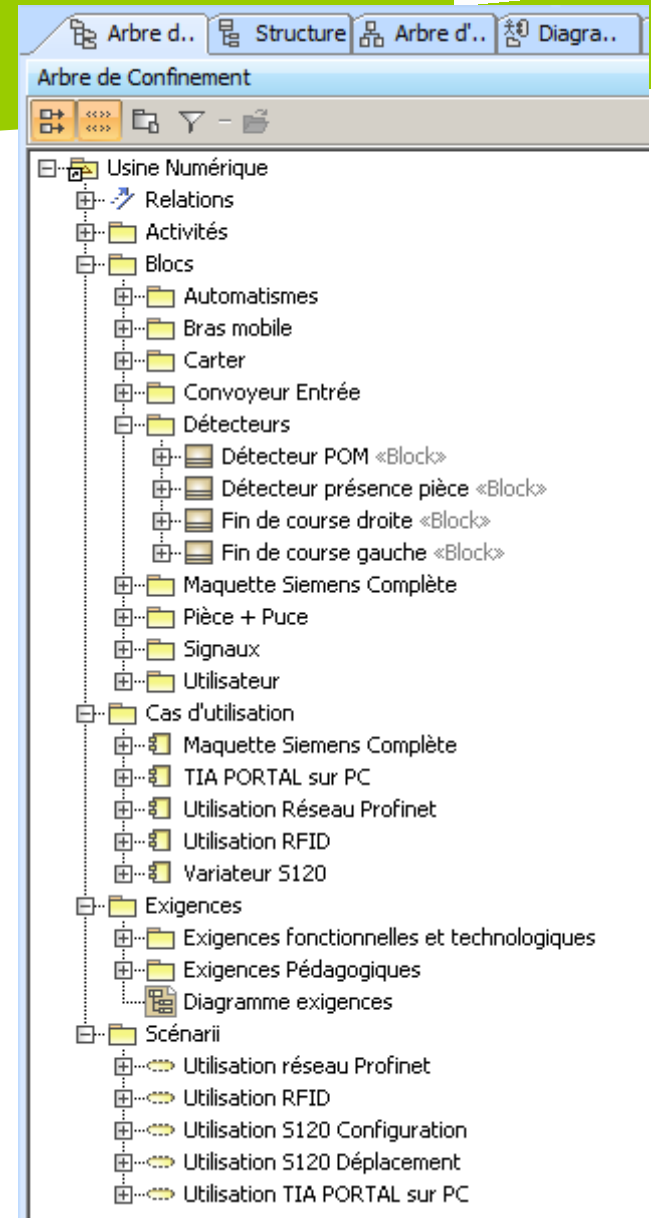 Arbre d.. Structure Arbre d'.. Diagra..
Arbre de Confinement
Usine Numérique
Relations
Activités
Blocs
Automatismes
Bras mobile
Carter
Convoyeur Entrée
Détecteurs
Détecteur POM «Block»
Détecteur présence pièce «Block»
Fin de course droite «Block»
Fin de course gauche «Block»
Maquette Siemens Complète
Pièce + Puce
Signaux
Utilisateur
Cas d'utilisation
Maquette Siemens Complète
TIA PORTAL sur PC
Utilisation Réseau Profinet
Utilisation RFID
Variateur S120
Exigences
Exigences fonctionnelles et technologiques
Exigences Pédagogiques
Diagramme exigences
Scénarii
Utilisation réseau Profinet
Utilisation RFID
Utilisation S120 Configuration
Utilisation S120 Déplacement
Utilisation TIA PORTAL sur PC